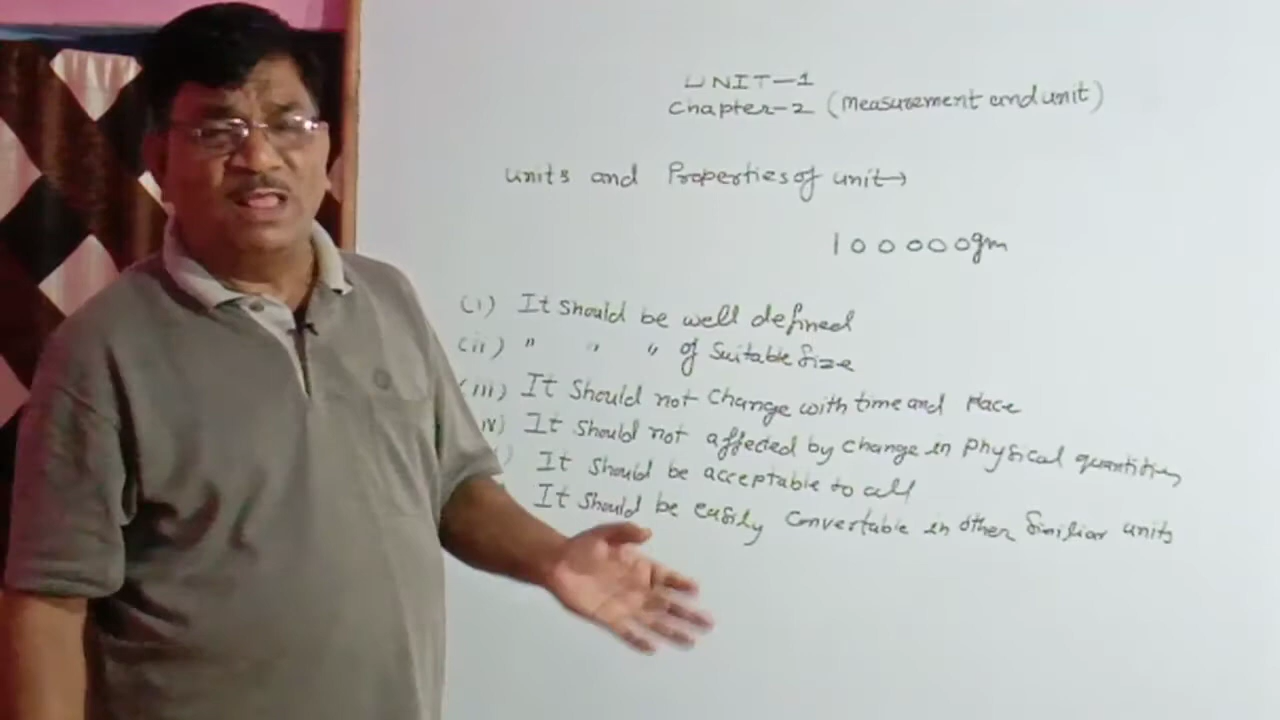 UNIT-1
Chapter-2 (Measurement and unit)
Units and Properties of unit→
100000gm
(i) It should be well defined
(ii) " " " of suitable size
(iii) It should not change with time and place
iv) It should not affected by change in physical quantities
) It should be acceptable to all
It should be easily convertable in other similiar units